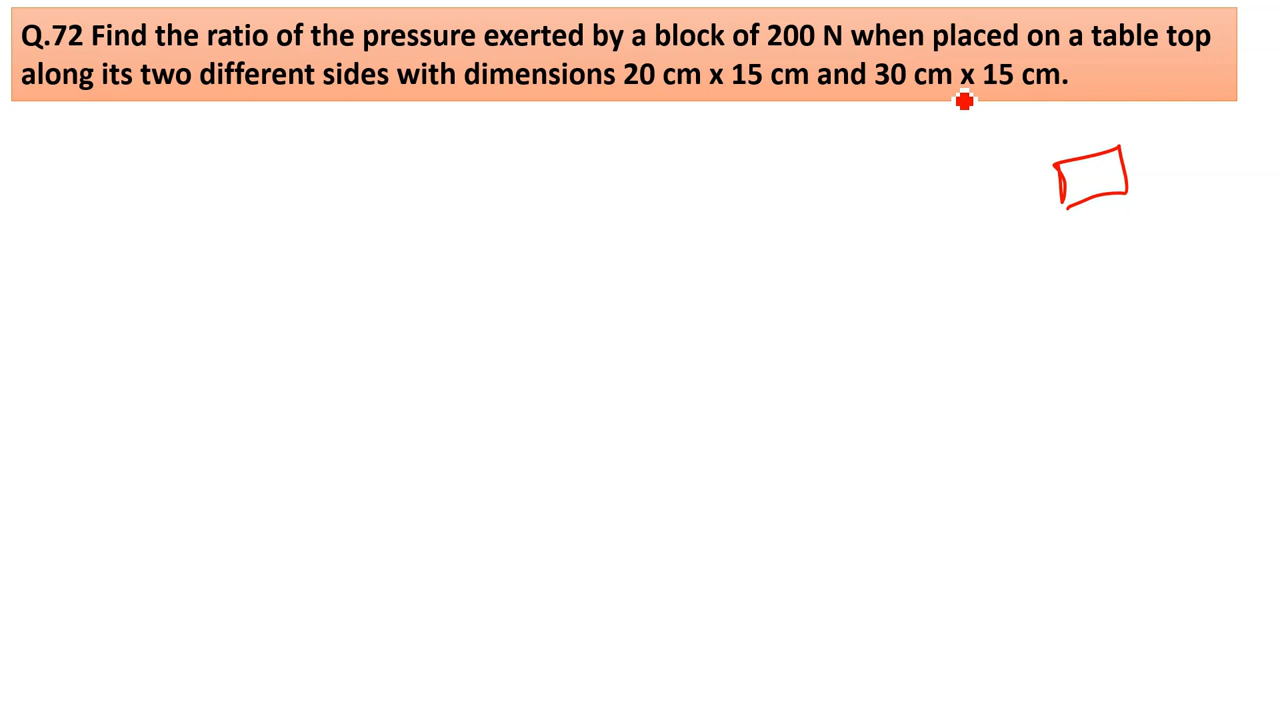 Q.72 Find the ratio of the pressure exerted by a block of 200 N when placed on a table top
along its two different sides with dimensions 20 cm x 15 cm and 30 cm x 15 cm.